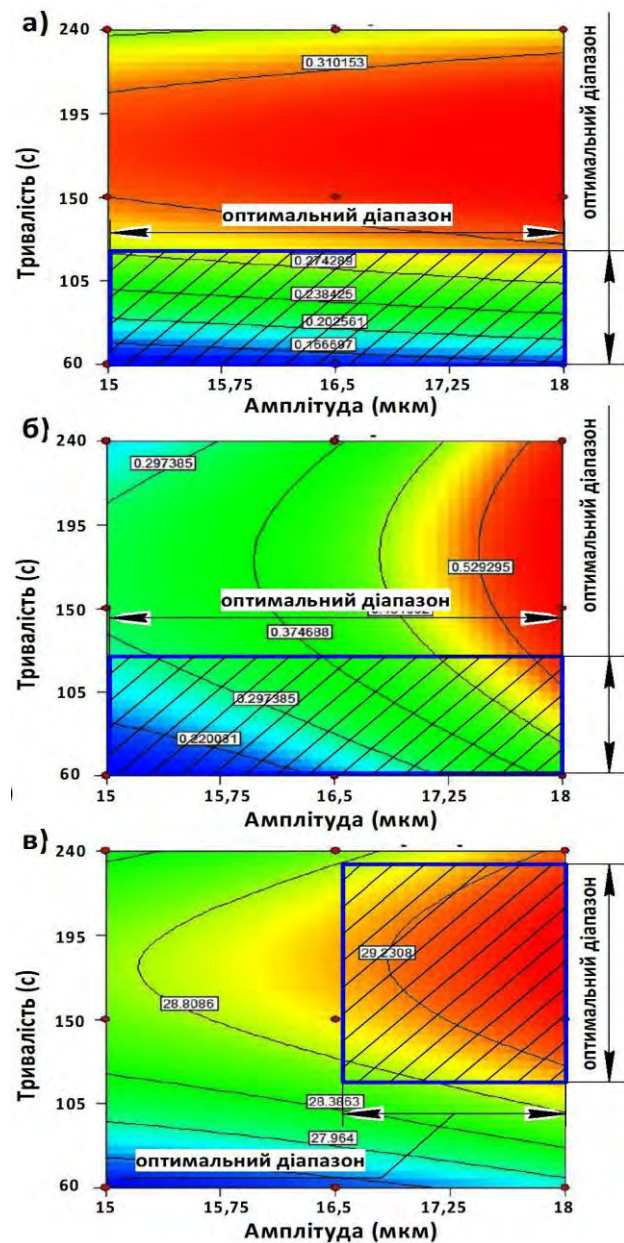 а)
240
195
150
105
60
Тривалість (с)
0.310153
оптимальний діапазон
0.274289
0.238425
0.202561
0.166697
оптимальний діапазон
15
15,75
16,5
17,25
18
Амплітуда (мкм)
б)
240
195
150
105
60
Тривалість (с)
0.297385
0.529295
оптимальний діапазон
0.374688
0.297385
0.220081
оптимальний діапазон
15
15,75
16,5
17,25
18
Амплітуда (мкм)
в)
240
195
150
105
60
Тривалість (с)
29.2308
28.8086
28.3863
27.964
оптимальний діапазон
оптимальний діапазон
15
15,75
16,5
17,25
18
Амплітуда (мкм)